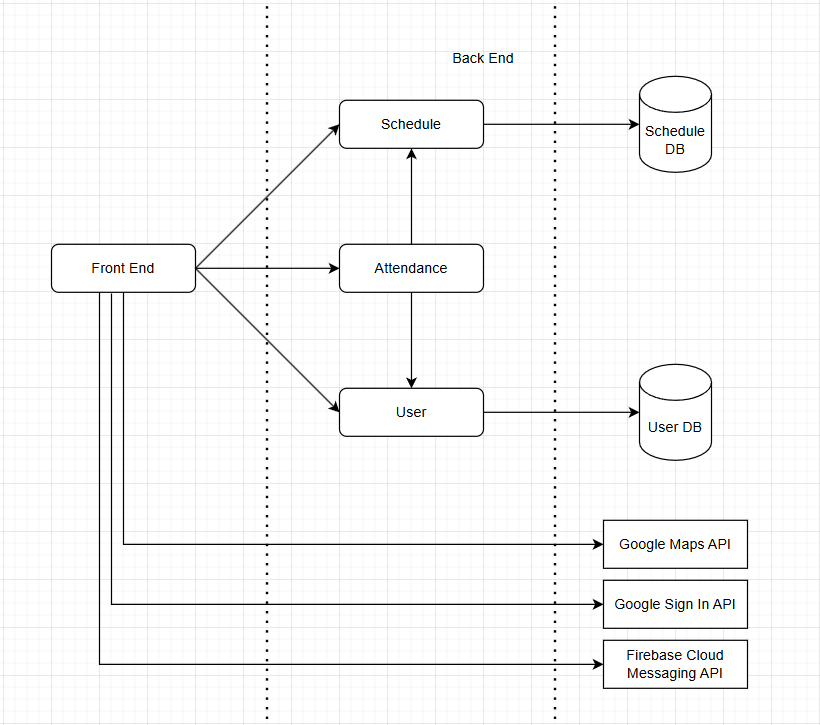 Back End
Schedule
Schedule
DB
Front End
Attendance
User
User DB
Google Maps API
Google Sign In API
Firebase Cloud
Messaging API